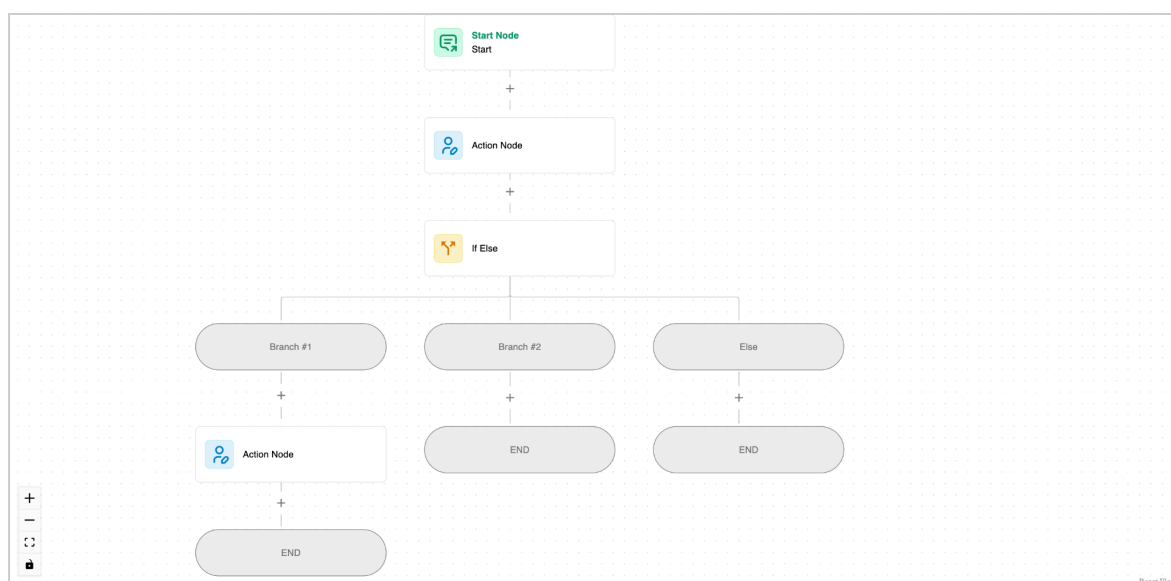 Start Node
Start
Action Node
If Else
Branch #1
Branch #2
Else
Action Node
END
END
END